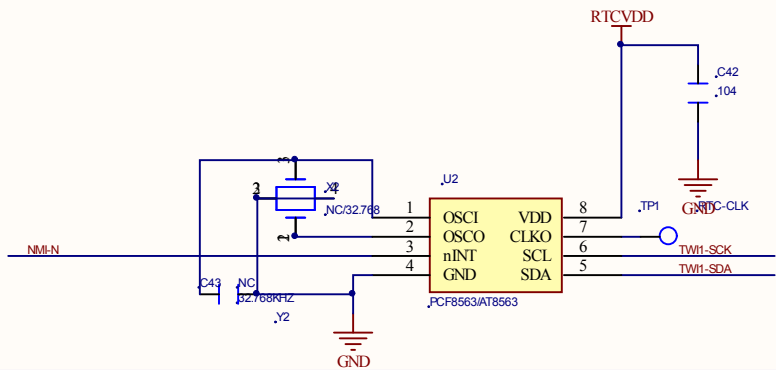 RTCVDD
C42
104
GND
U2
X2
4
NC/32.768
1 OSCI VDD 8
2 OSCO CLKO 7
3 nINT SCL 6
4 GND SDA 5
TP1
RTC-CLK
NMI-N
TWI1-SCK
TWI1-SDA
C43
NC
32.768KHZ
Y2
PCF8563/AT8563
GND